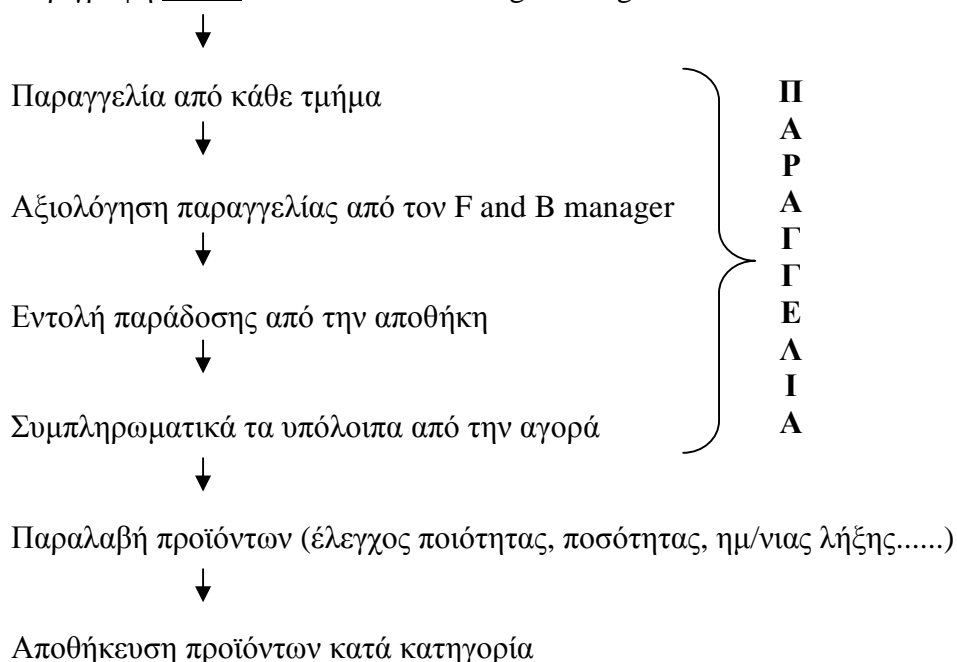 Παραγγελία από κάθε τμήμα
Αξιολόγηση παραγγελίας από τον F and B manager
Εντολή παράδοσης από την αποθήκη
Συμπληρωματικά τα υπόλοιπα από την αγορά
Π
Α
Ρ
Α
Γ
Γ
Ε
Λ
Ι
Α
Παραλαβή προϊόντων (έλεγχος ποιότητας, ποσότητας, ημ/νιας λήξης......)
Αποθήκευση προϊόντων κατά κατηγορία